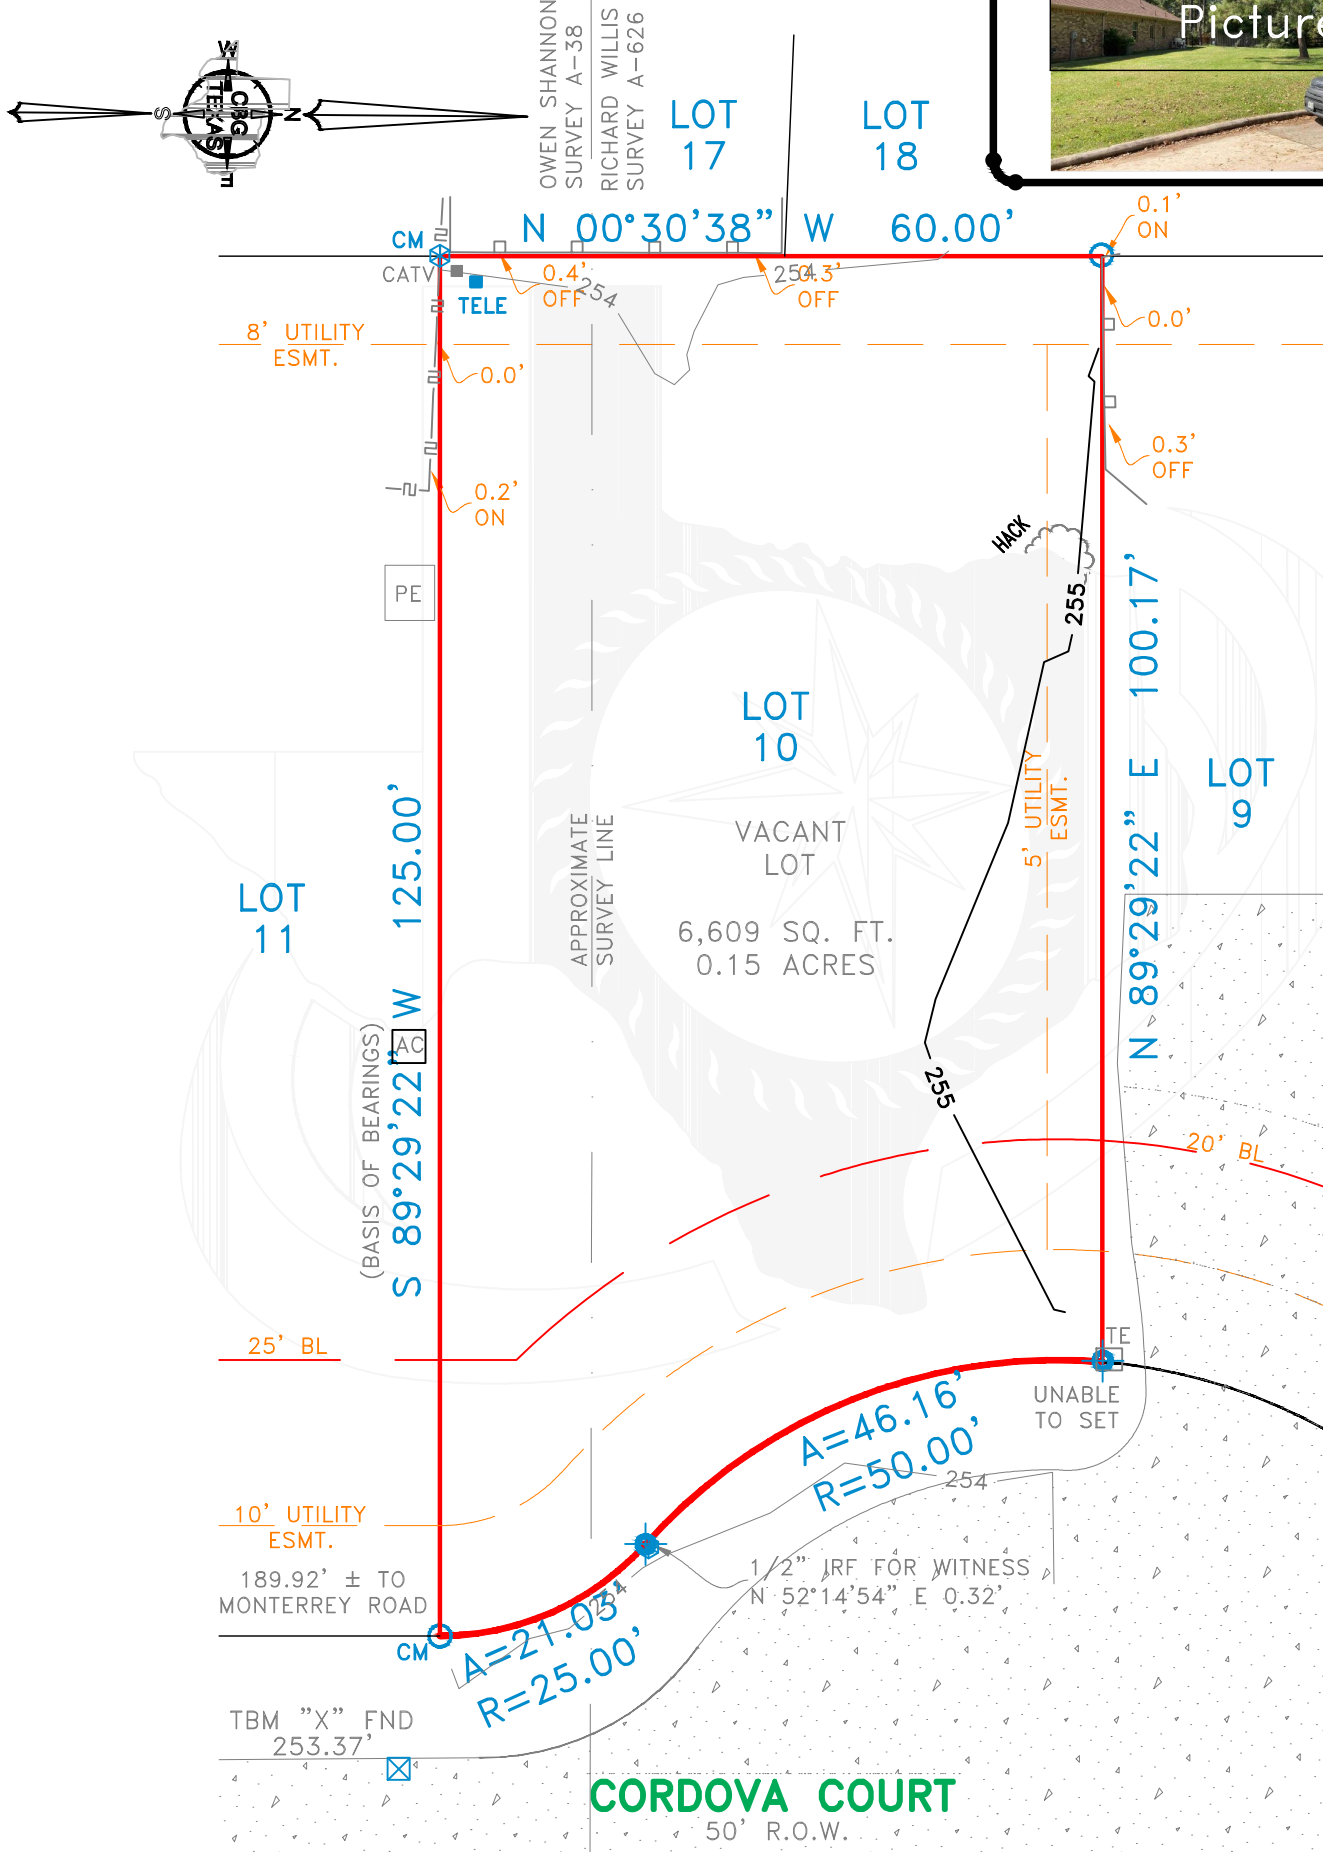 OWEN SHANNON
SURVEY A-38
RICHARD WILLIS
SURVEY A-626
Picture
W
S
N
E
CBG
TEXAS
LOT
17
LOT
18
N 00°30'38" W 60.00'
0.1'
ON
CM
CATV
TELE
0.4'
OFF
254
254
0.3'
OFF
0.0'
8' UTILITY
ESMT.
0.0'
0.3'
OFF
0.2'
ON
HACK
PE
255
N 89°29'22" E 100.17'
LOT
10
5' UTILITY
ESMT.
LOT
9
VACANT
LOT
6,609 SQ. FT.
0.15 ACRES
APPROXIMATE
SURVEY LINE
LOT
11
S 89°29'22" W 125.00'
(BASIS OF BEARINGS)
AC
255
20' BL
25' BL
TE
UNABLE
TO SET
A=46.16'
R=50.00'
254
10' UTILITY
ESMT.
189.92' ± TO
MONTERREY ROAD
1/2" IRF FOR WITNESS
N 52°14'54" E 0.32'
254
CM
A=21.03'
R=25.00'
TBM "X" FND
253.37'
CORDOVA COURT
50' R.O.W.